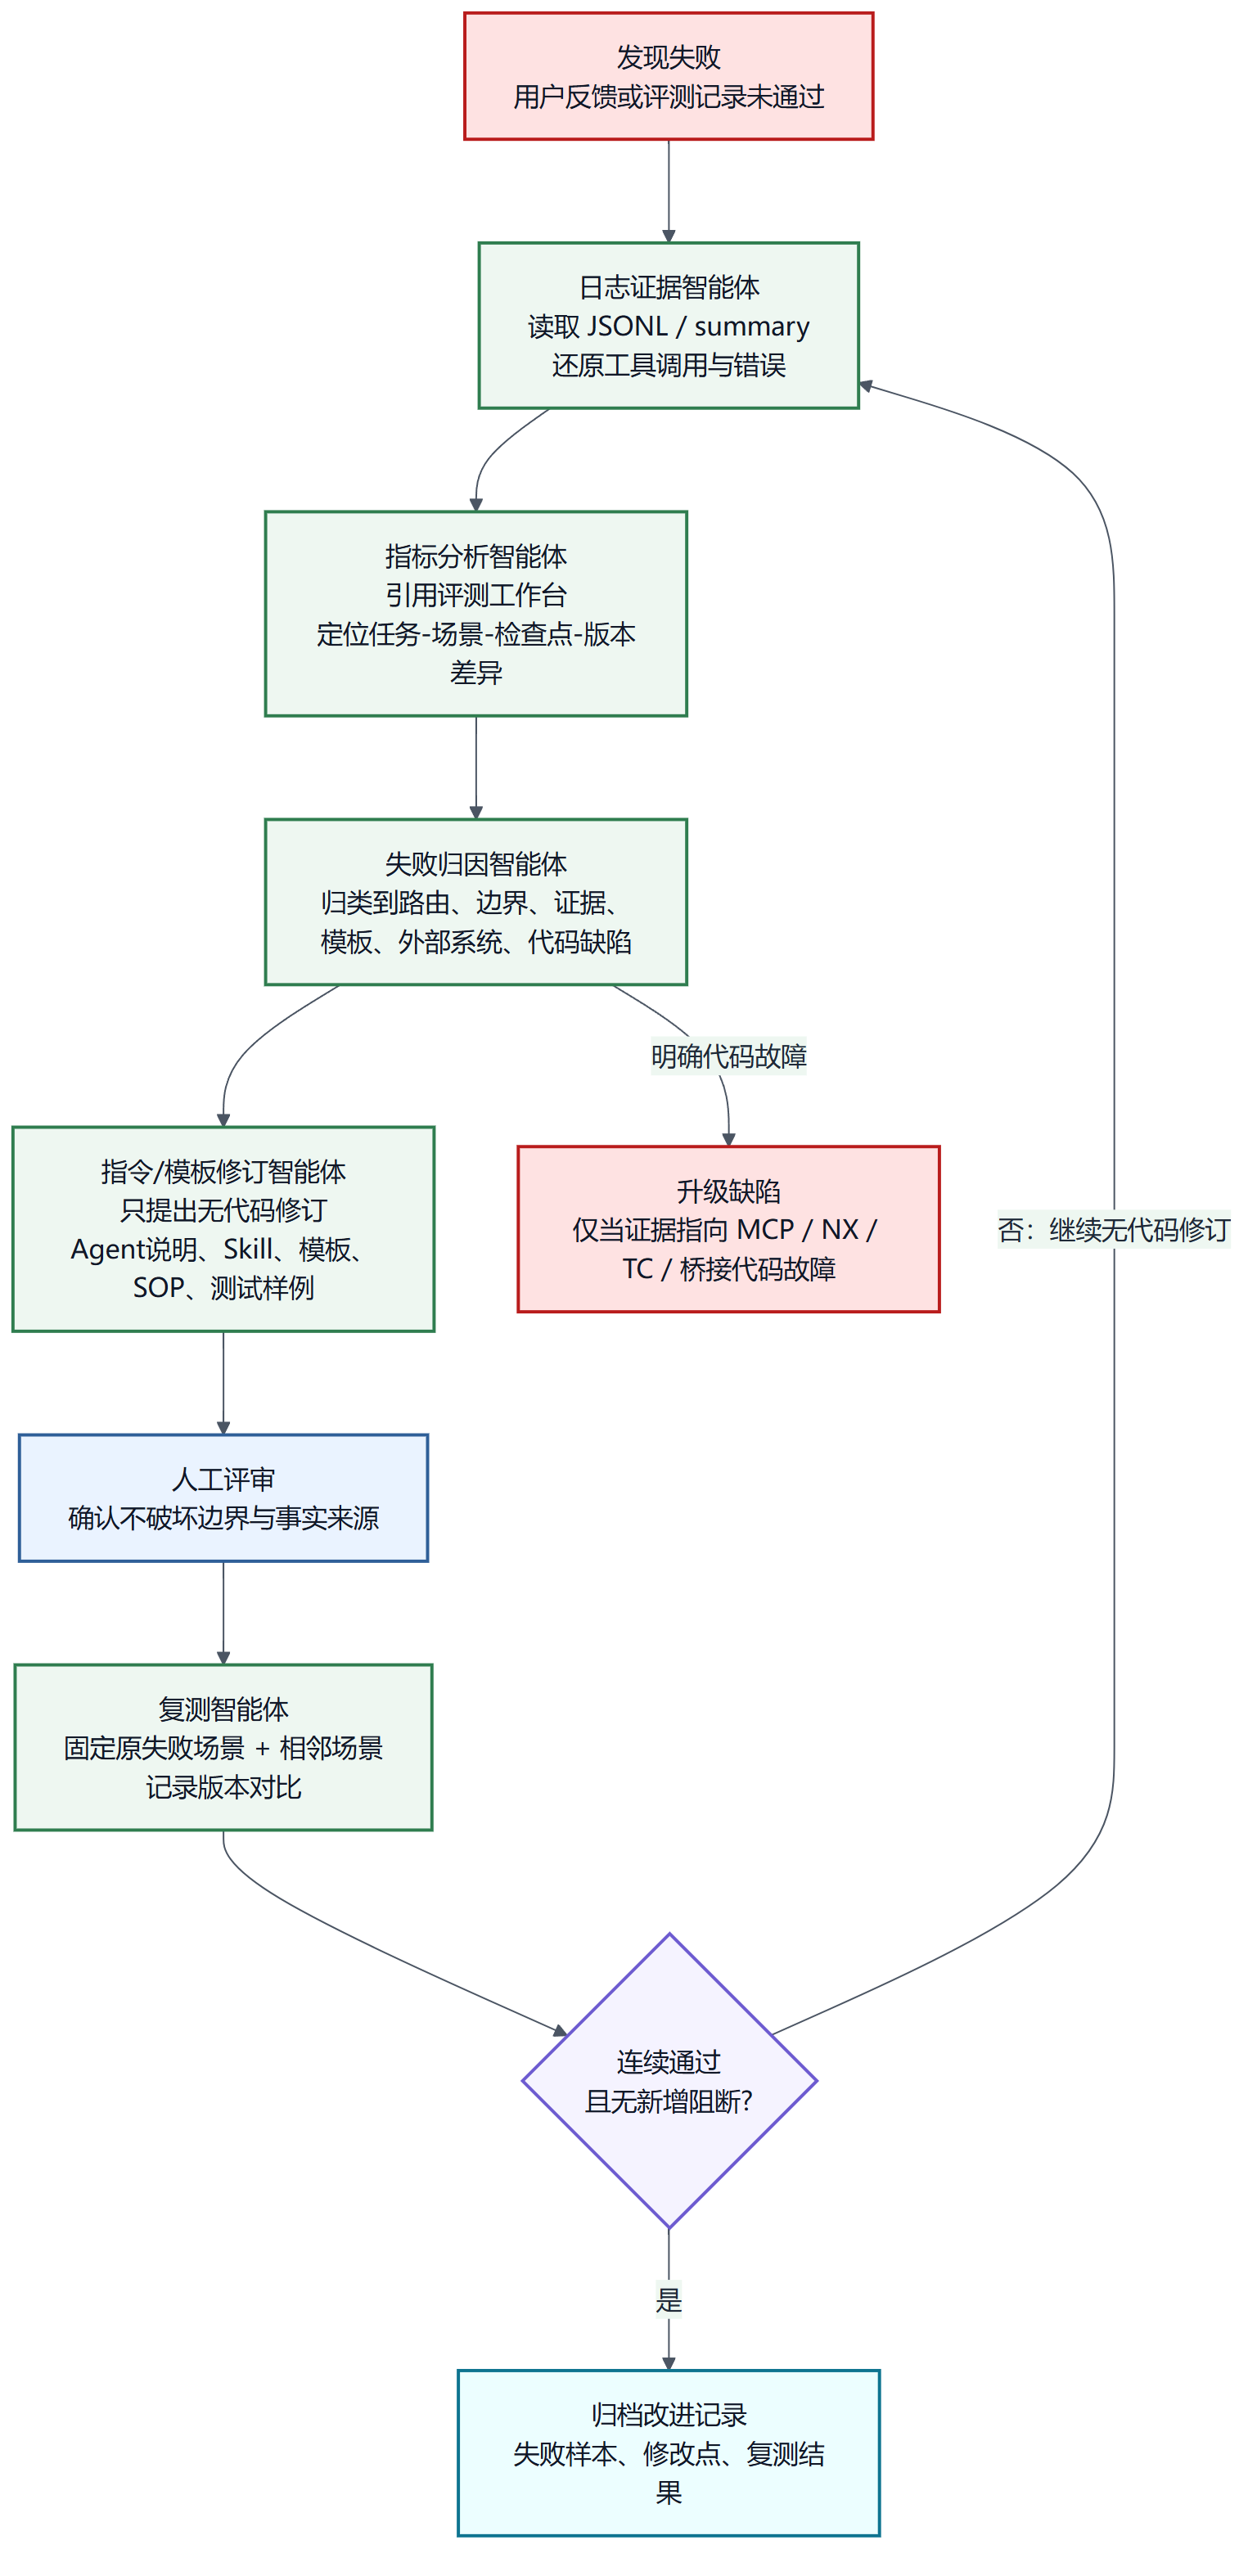 发现失败
用户反馈或评测记录未通过
日志证据智能体
读取 JSONL / summary
还原工具调用与错误
指标分析智能体
引用评测工作台
定位任务-场景-检查点-版本
差异
失败归因智能体
归类到路由、边界、证据、
模板、外部系统、代码缺陷
明确代码故障
指令/模板修订智能体
只提出无代码修订
Agent说明、Skill、模板、
SOP、测试样例
升级缺陷
仅当证据指向 MCP / NX /
TC / 桥接代码故障
否：继续无代码修订
人工评审
确认不破坏边界与事实来源
复测智能体
固定原失败场景 + 相邻场景
记录版本对比
连续通过
且无新增阻断?
是
归档改进记录
失败样本、修改点、复测结
果